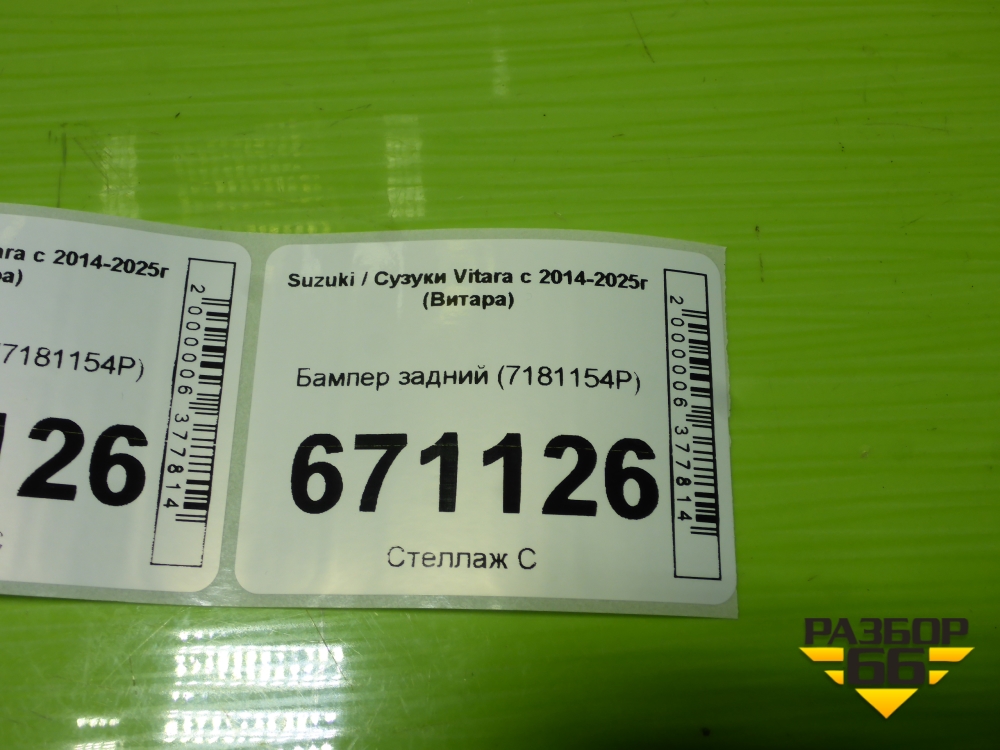 ara с 2014-2025г
ра)
7181154P)
126
2000006377814
Suzuki / Сузуки Vitara с 2014-2025г
(Витара)
Бампер задний (7181154P)
671126
Стеллаж С
2000006377814
РАЗБОР
66